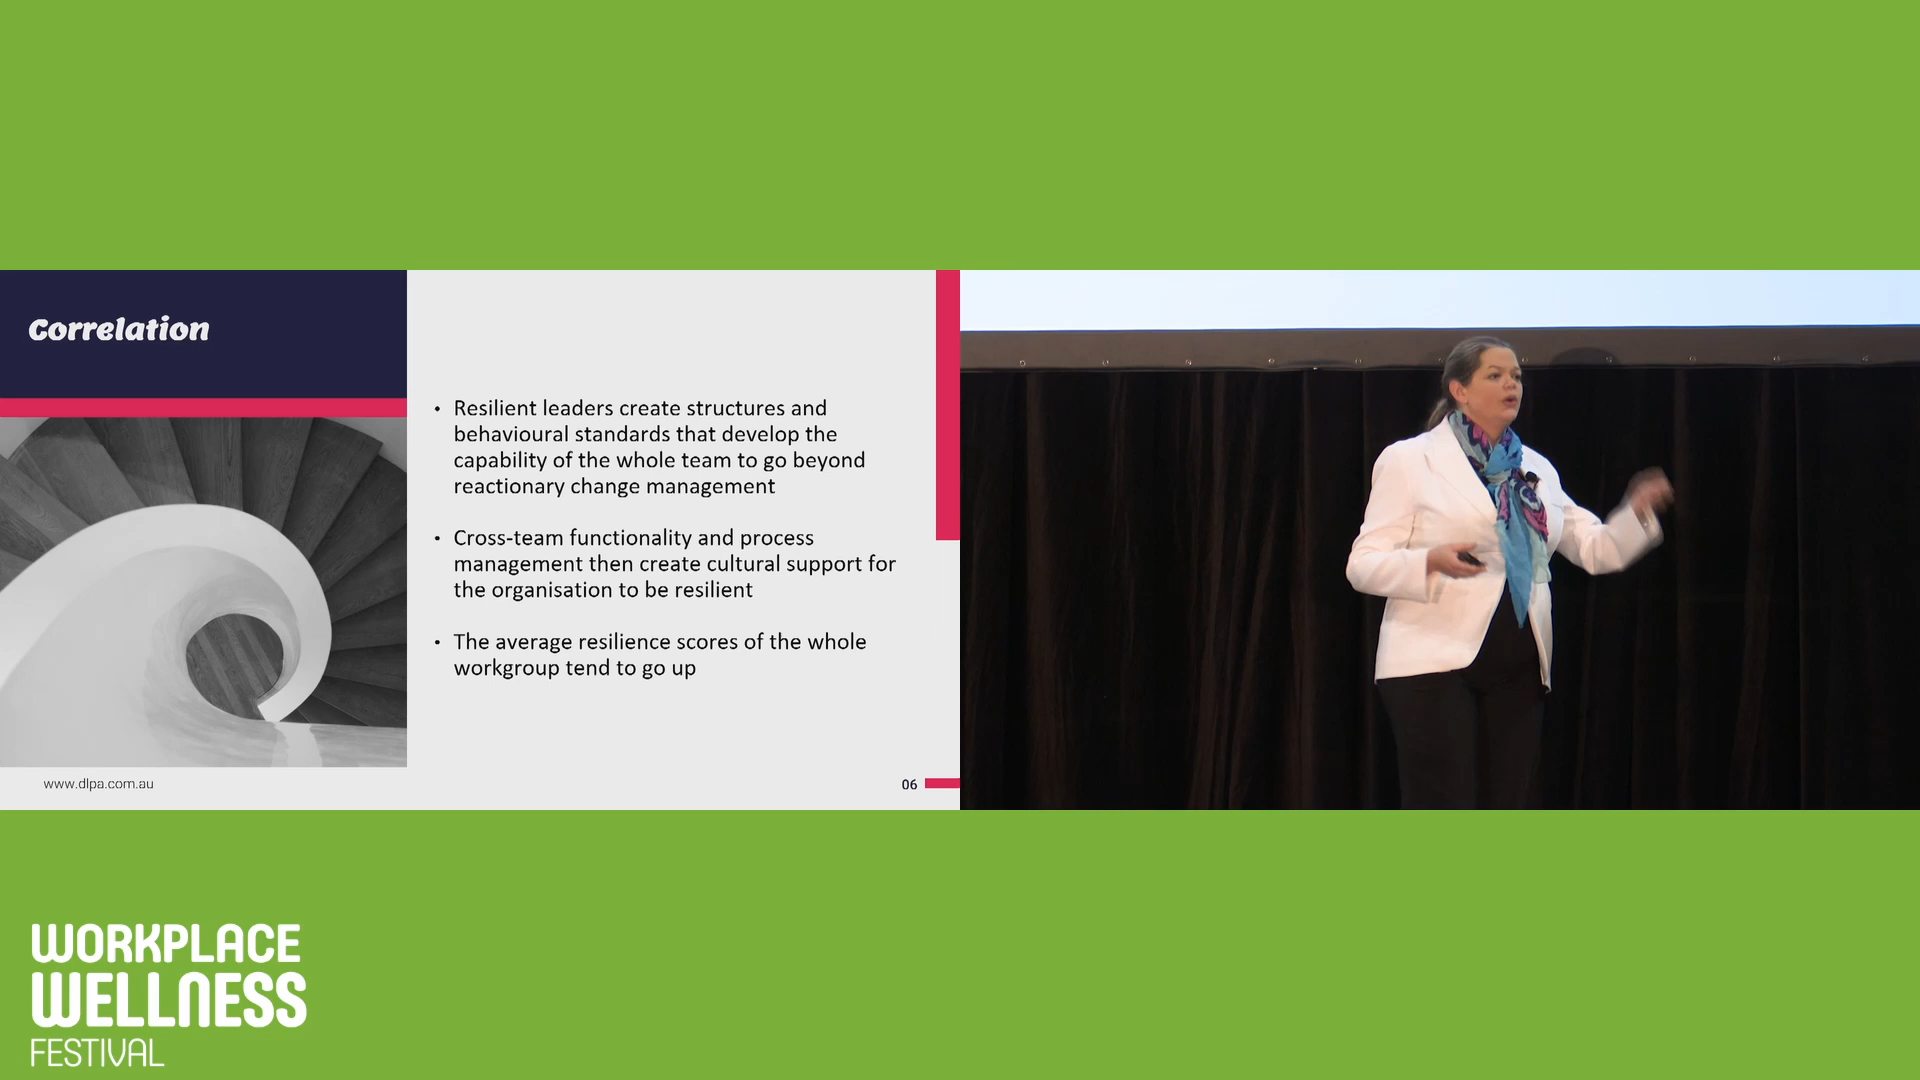 Correlation
• Resilient leaders create structures and
behavioural standards that develop the
capability of the whole team to go beyond
reactionary change management
• Cross-team functionality and process
management then create cultural support for
the organisation to be resilient
• The average resilience scores of the whole
workgroup tend to go up
www.dlpa.com.au
06
WORKPLACE
WELLNESS
FESTIVAL